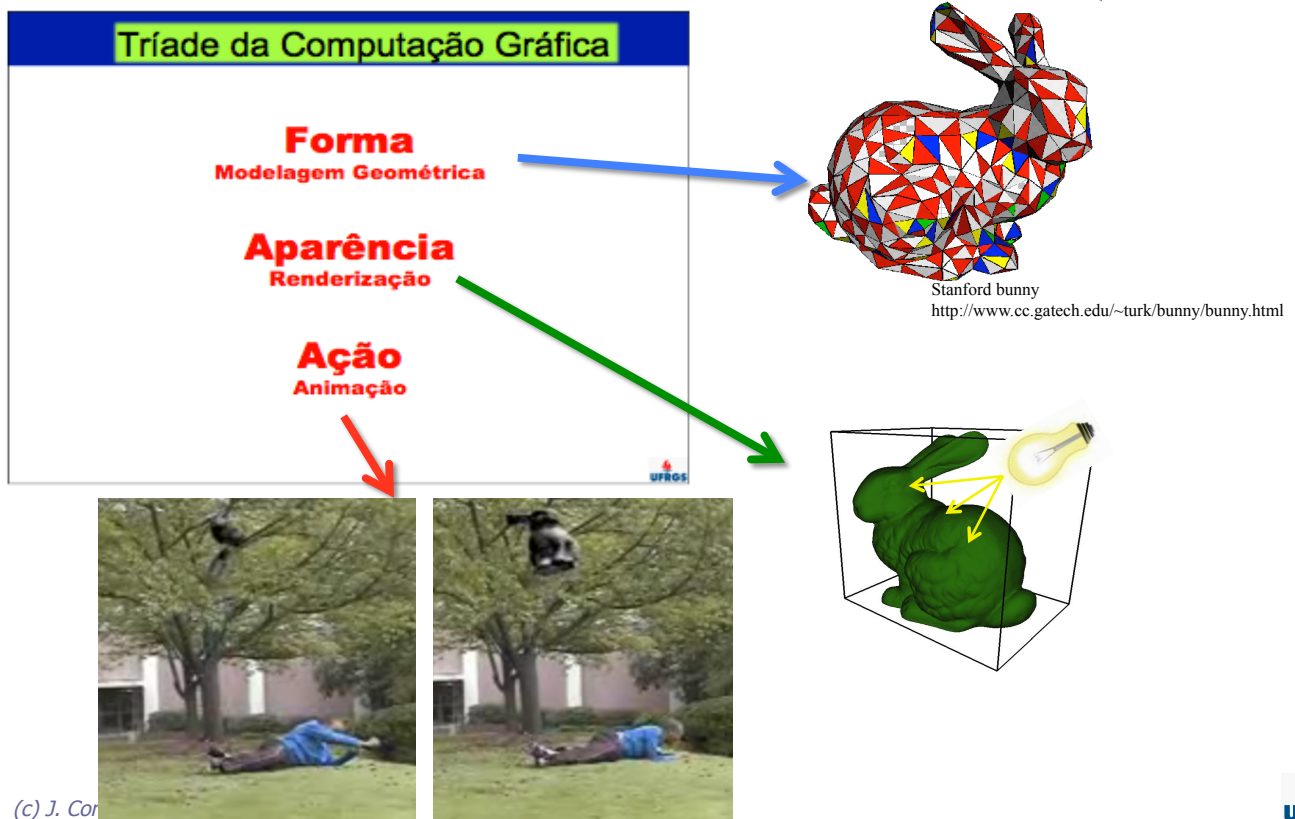 Tríade da Computação Gráfica
Forma
Modelagem Geométrica
Aparência
Renderização
Ação
Animação
UFRGS
Stanford bunny
http://www.cc.gatech.edu/~turk/bunny/bunny.html
(c) J. Co